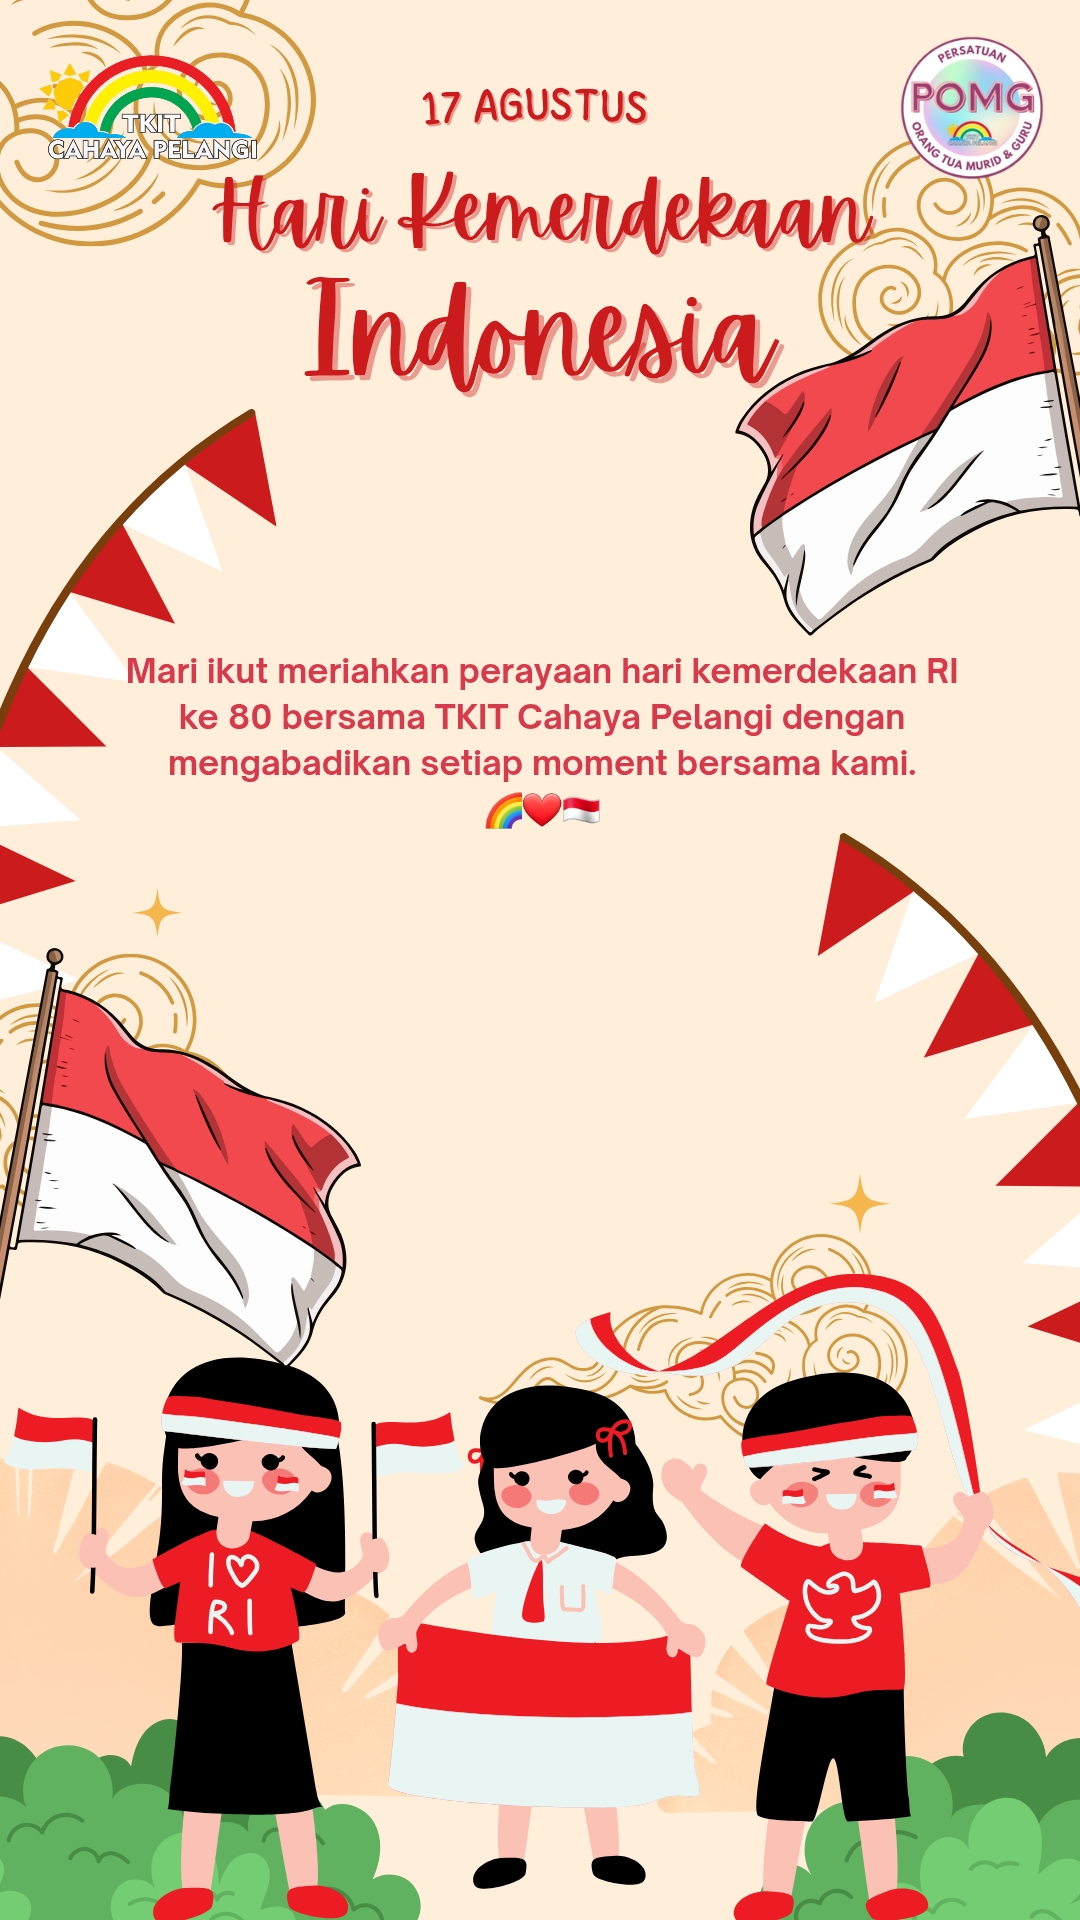 TKIT
CAHAYA PELANGI
17 AGUSTUS
PERSATUAN
POMG
ORANG TUA MURID & GURU
Hari Kemerdekaan
Indonesia
Mari ikut meriahkan perayaan hari kemerdekaan RI
ke 80 bersama TKIT Cahaya Pelangi dengan
mengabadikan setiap moment bersama kami.
🌈❤️🇮🇩
I ♡
RI